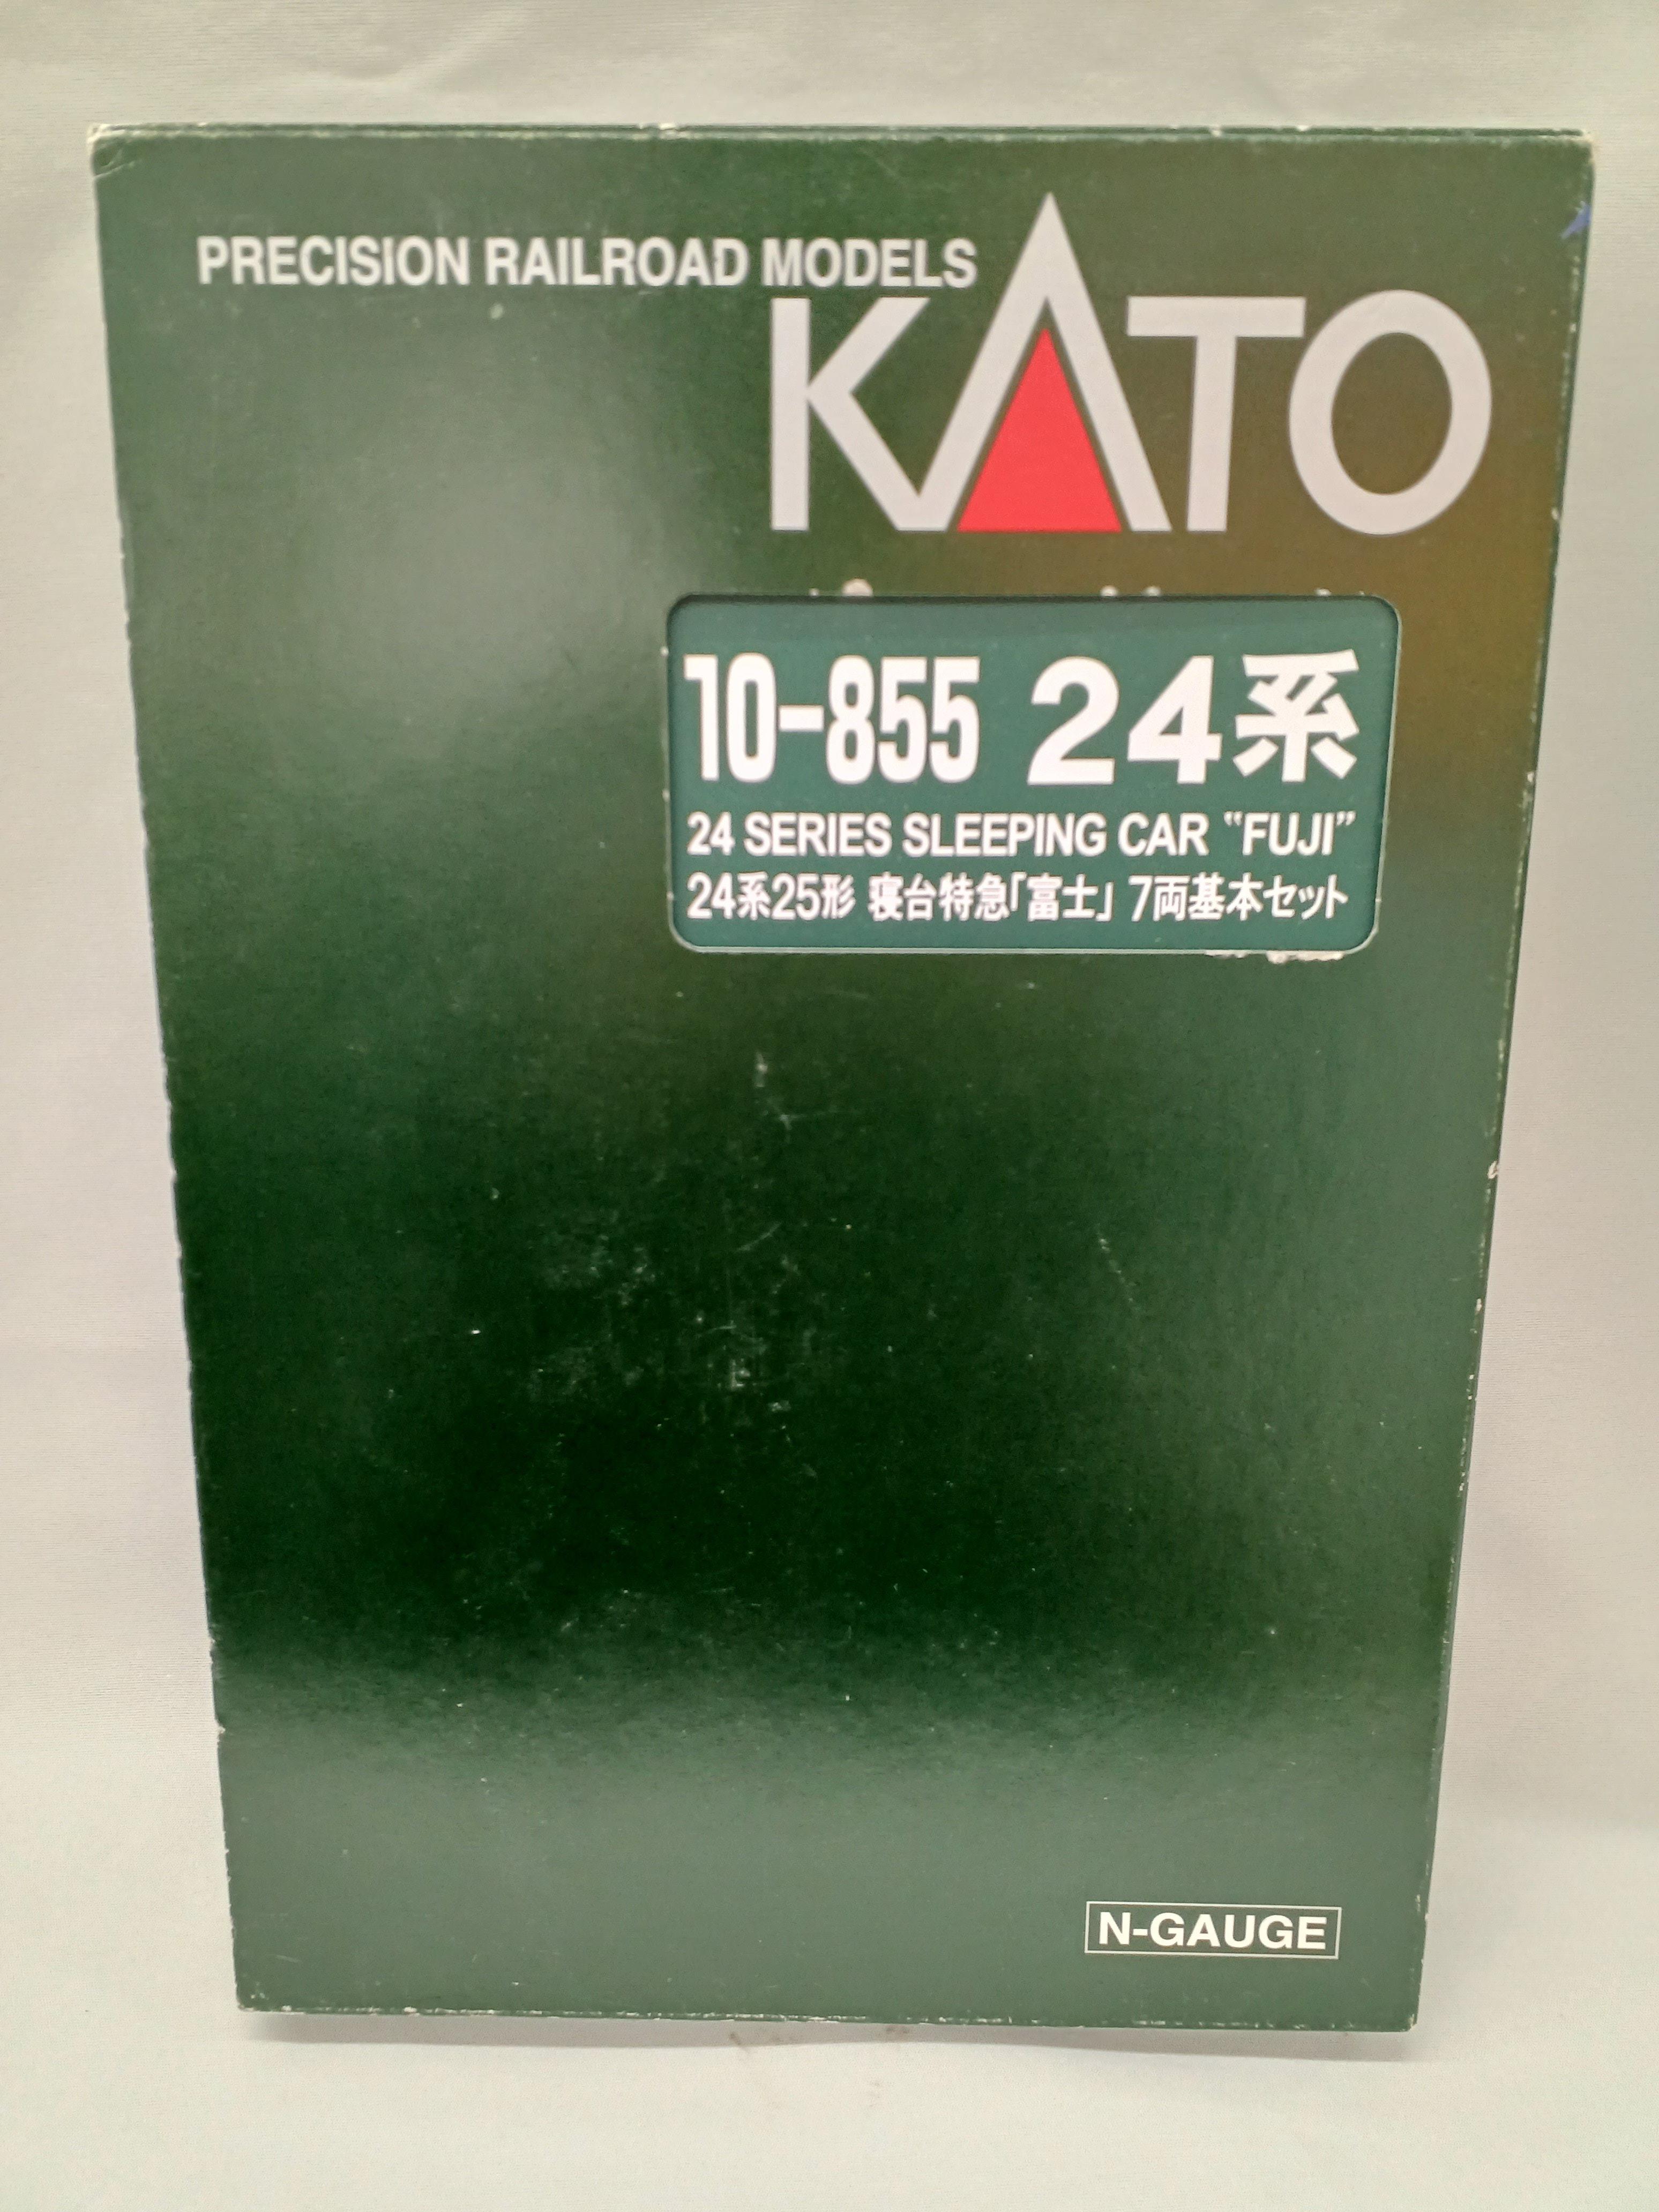 PRECISION RAILROAD MODELS
KATO
10-855 24系
24 SERIES SLEEPING CAR "FUJI"
24系25形 寝台特急「富士」 7両基本セット
N-GAUGE